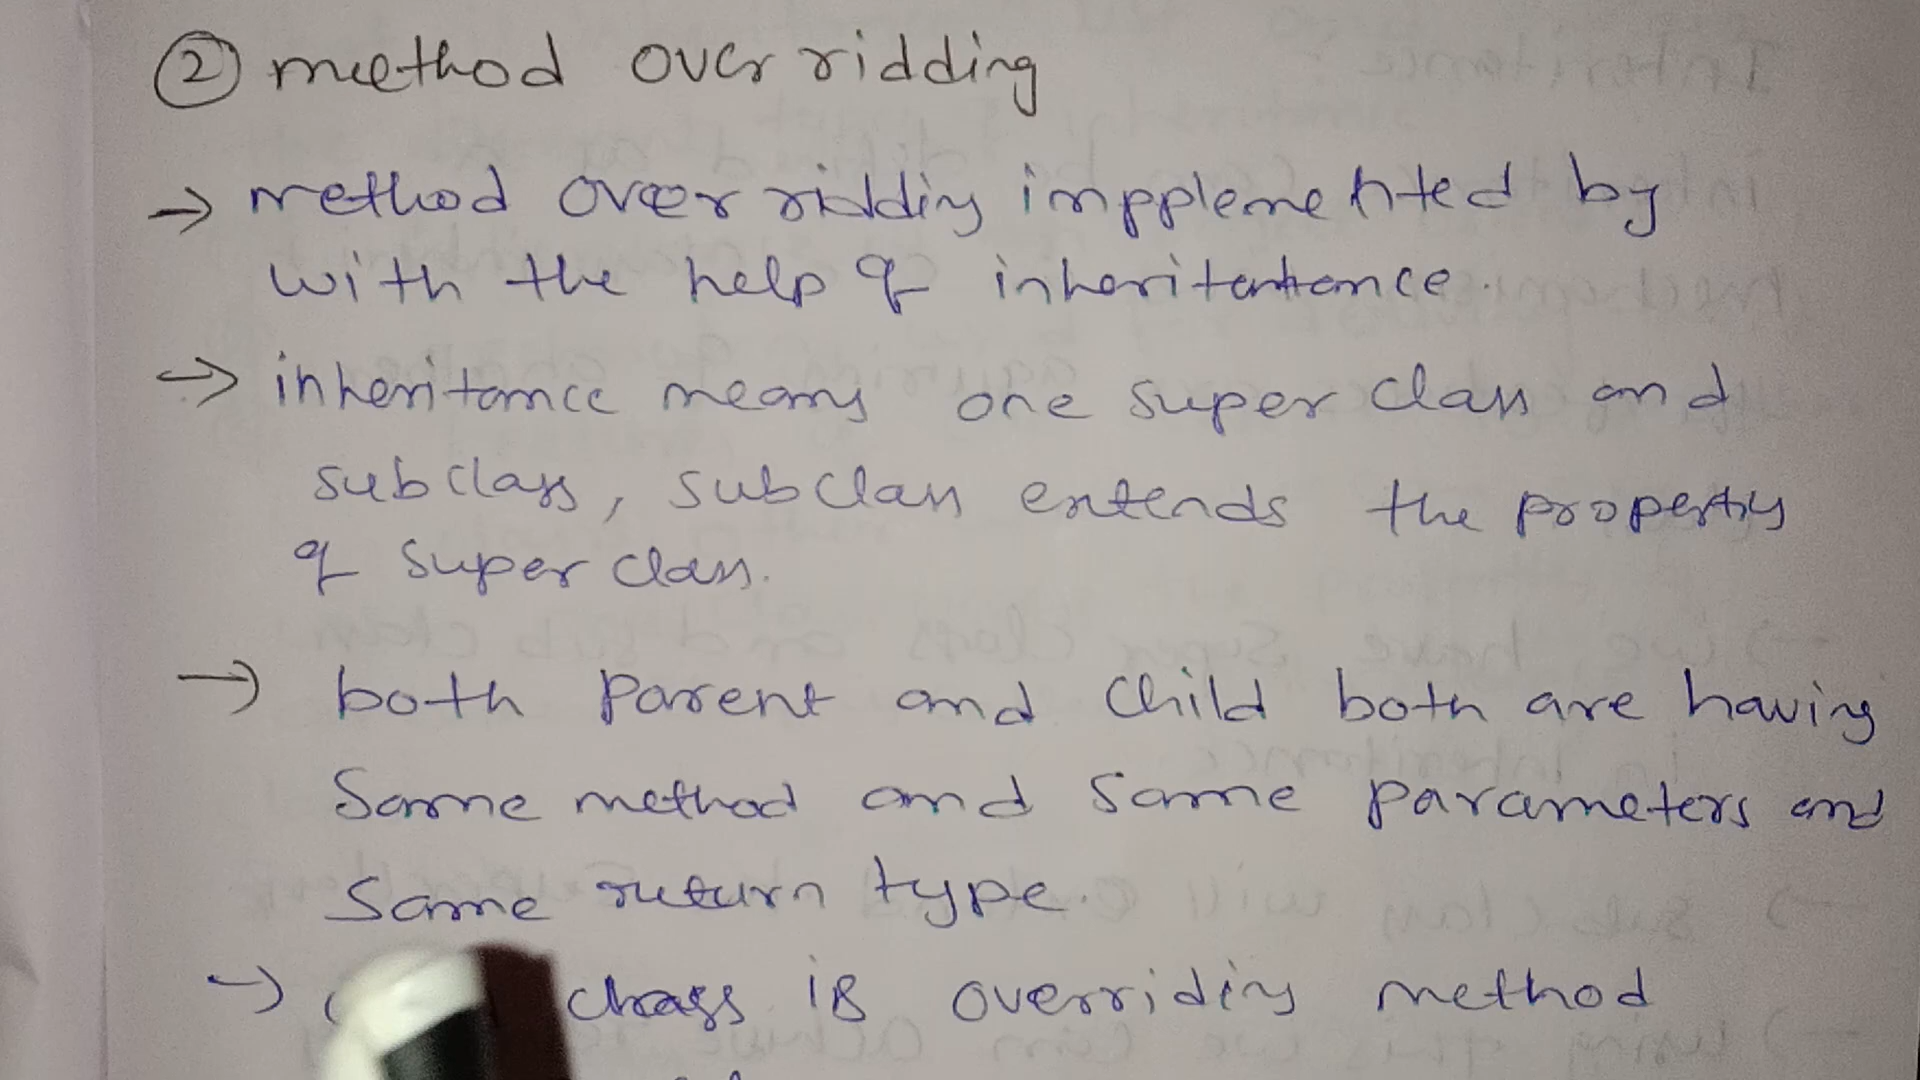 ② method over ridding
→ method over ridding impplemented by
with the help of inheritantance.
→ inheritance means one super class and
subclass, subclass extends the property
of super class.
→ both Parent and child both are having
Same method and same parameters and
Same return type.
→ class is overriding method